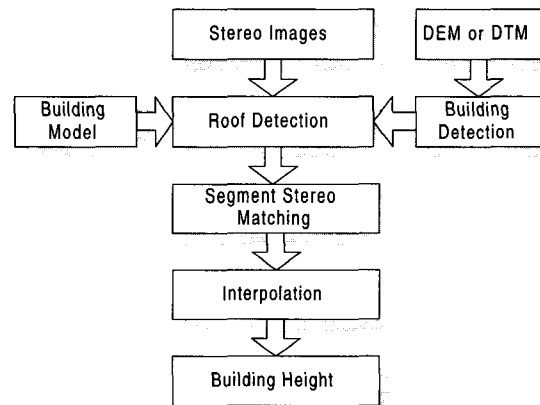 Stereo Images
DEM or DTM
Building
Model
Roof Detection
Building
Detection
Segment Stereo
Matching
Interpolation
Building Height